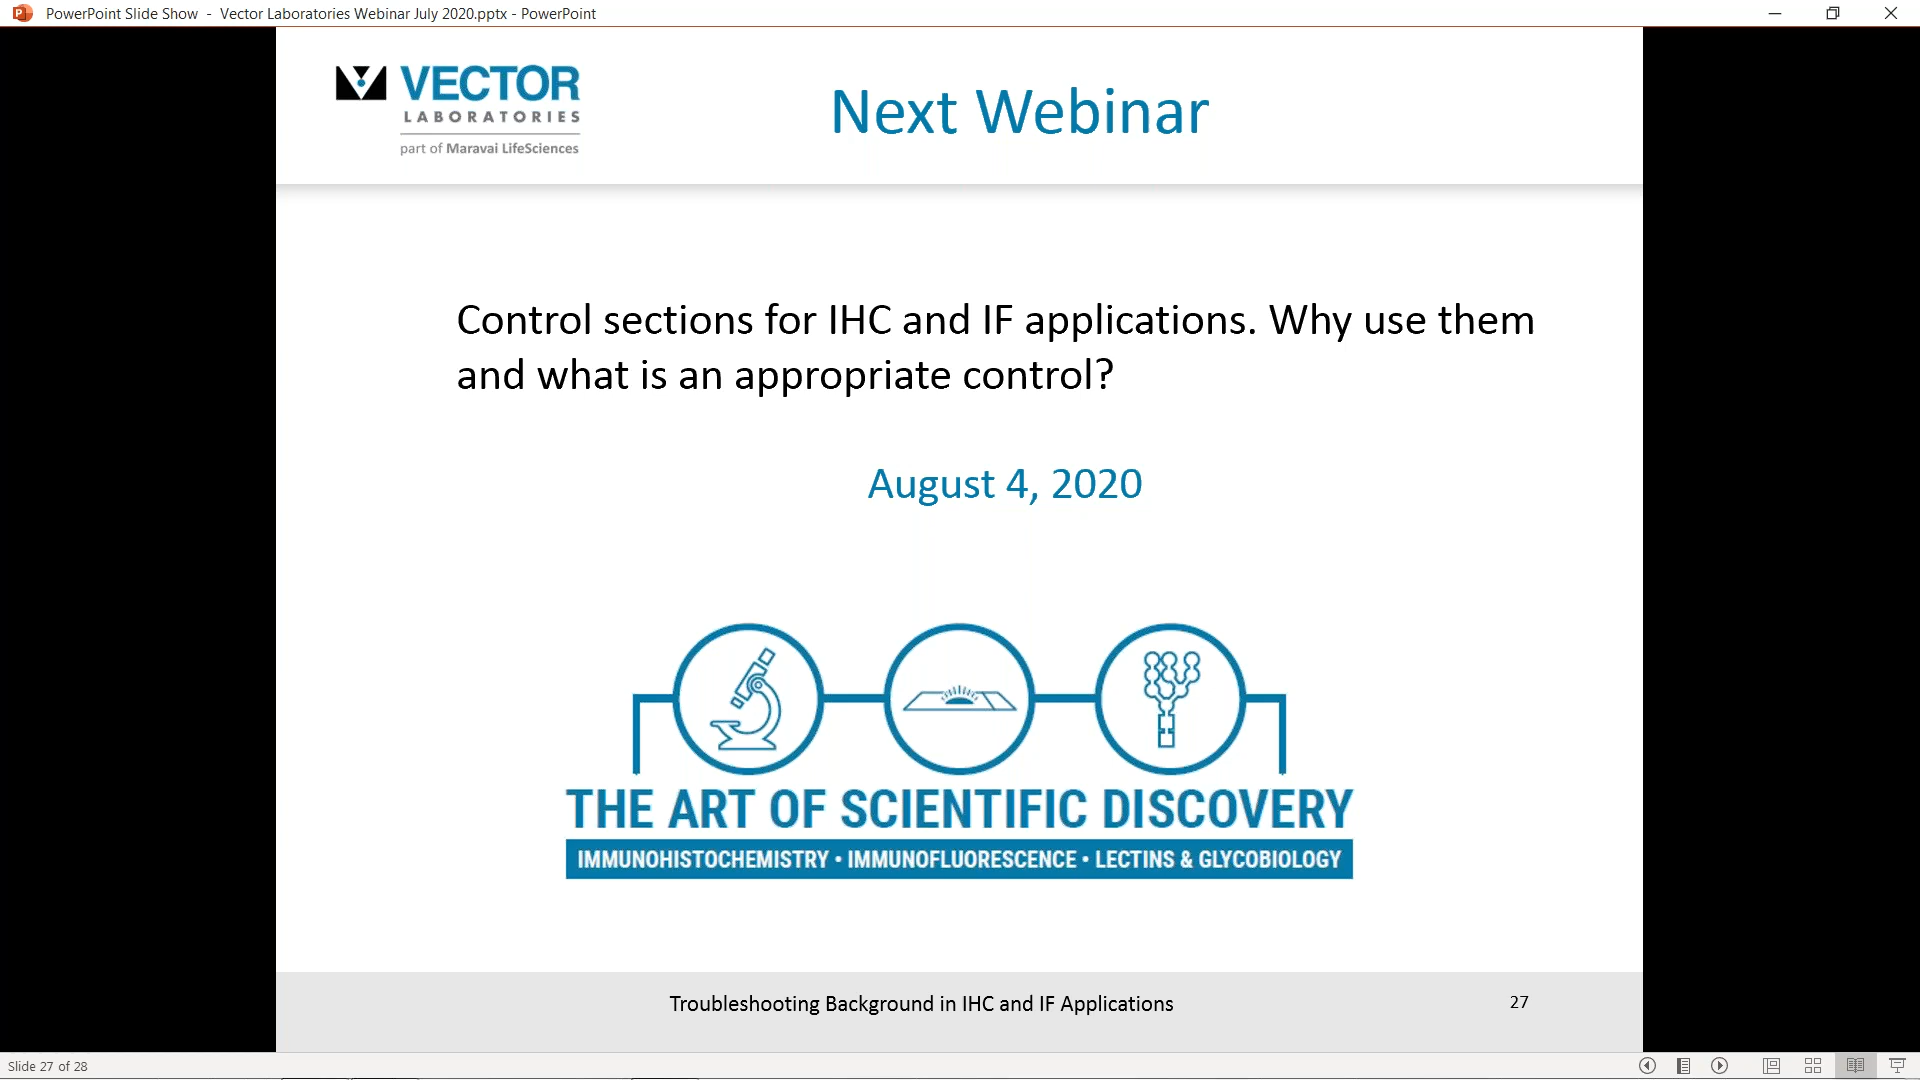 PowerPoint Slide Show - Vector Laboratories Webinar July 2020.pptx - PowerPoint
VECTOR
LABORATORIES
part of Maravai LifeSciences
Next Webinar
Control sections for IHC and IF applications. Why use them
and what is an appropriate control?
August 4, 2020
THE ART OF SCIENTIFIC DISCOVERY
IMMUNOHISTOCHEMISTRY • IMMUNOFLUORESCENCE • LECTINS & GLYCOBIOLOGY
Troubleshooting Background in IHC and IF Applications
27
Slide 27 of 28